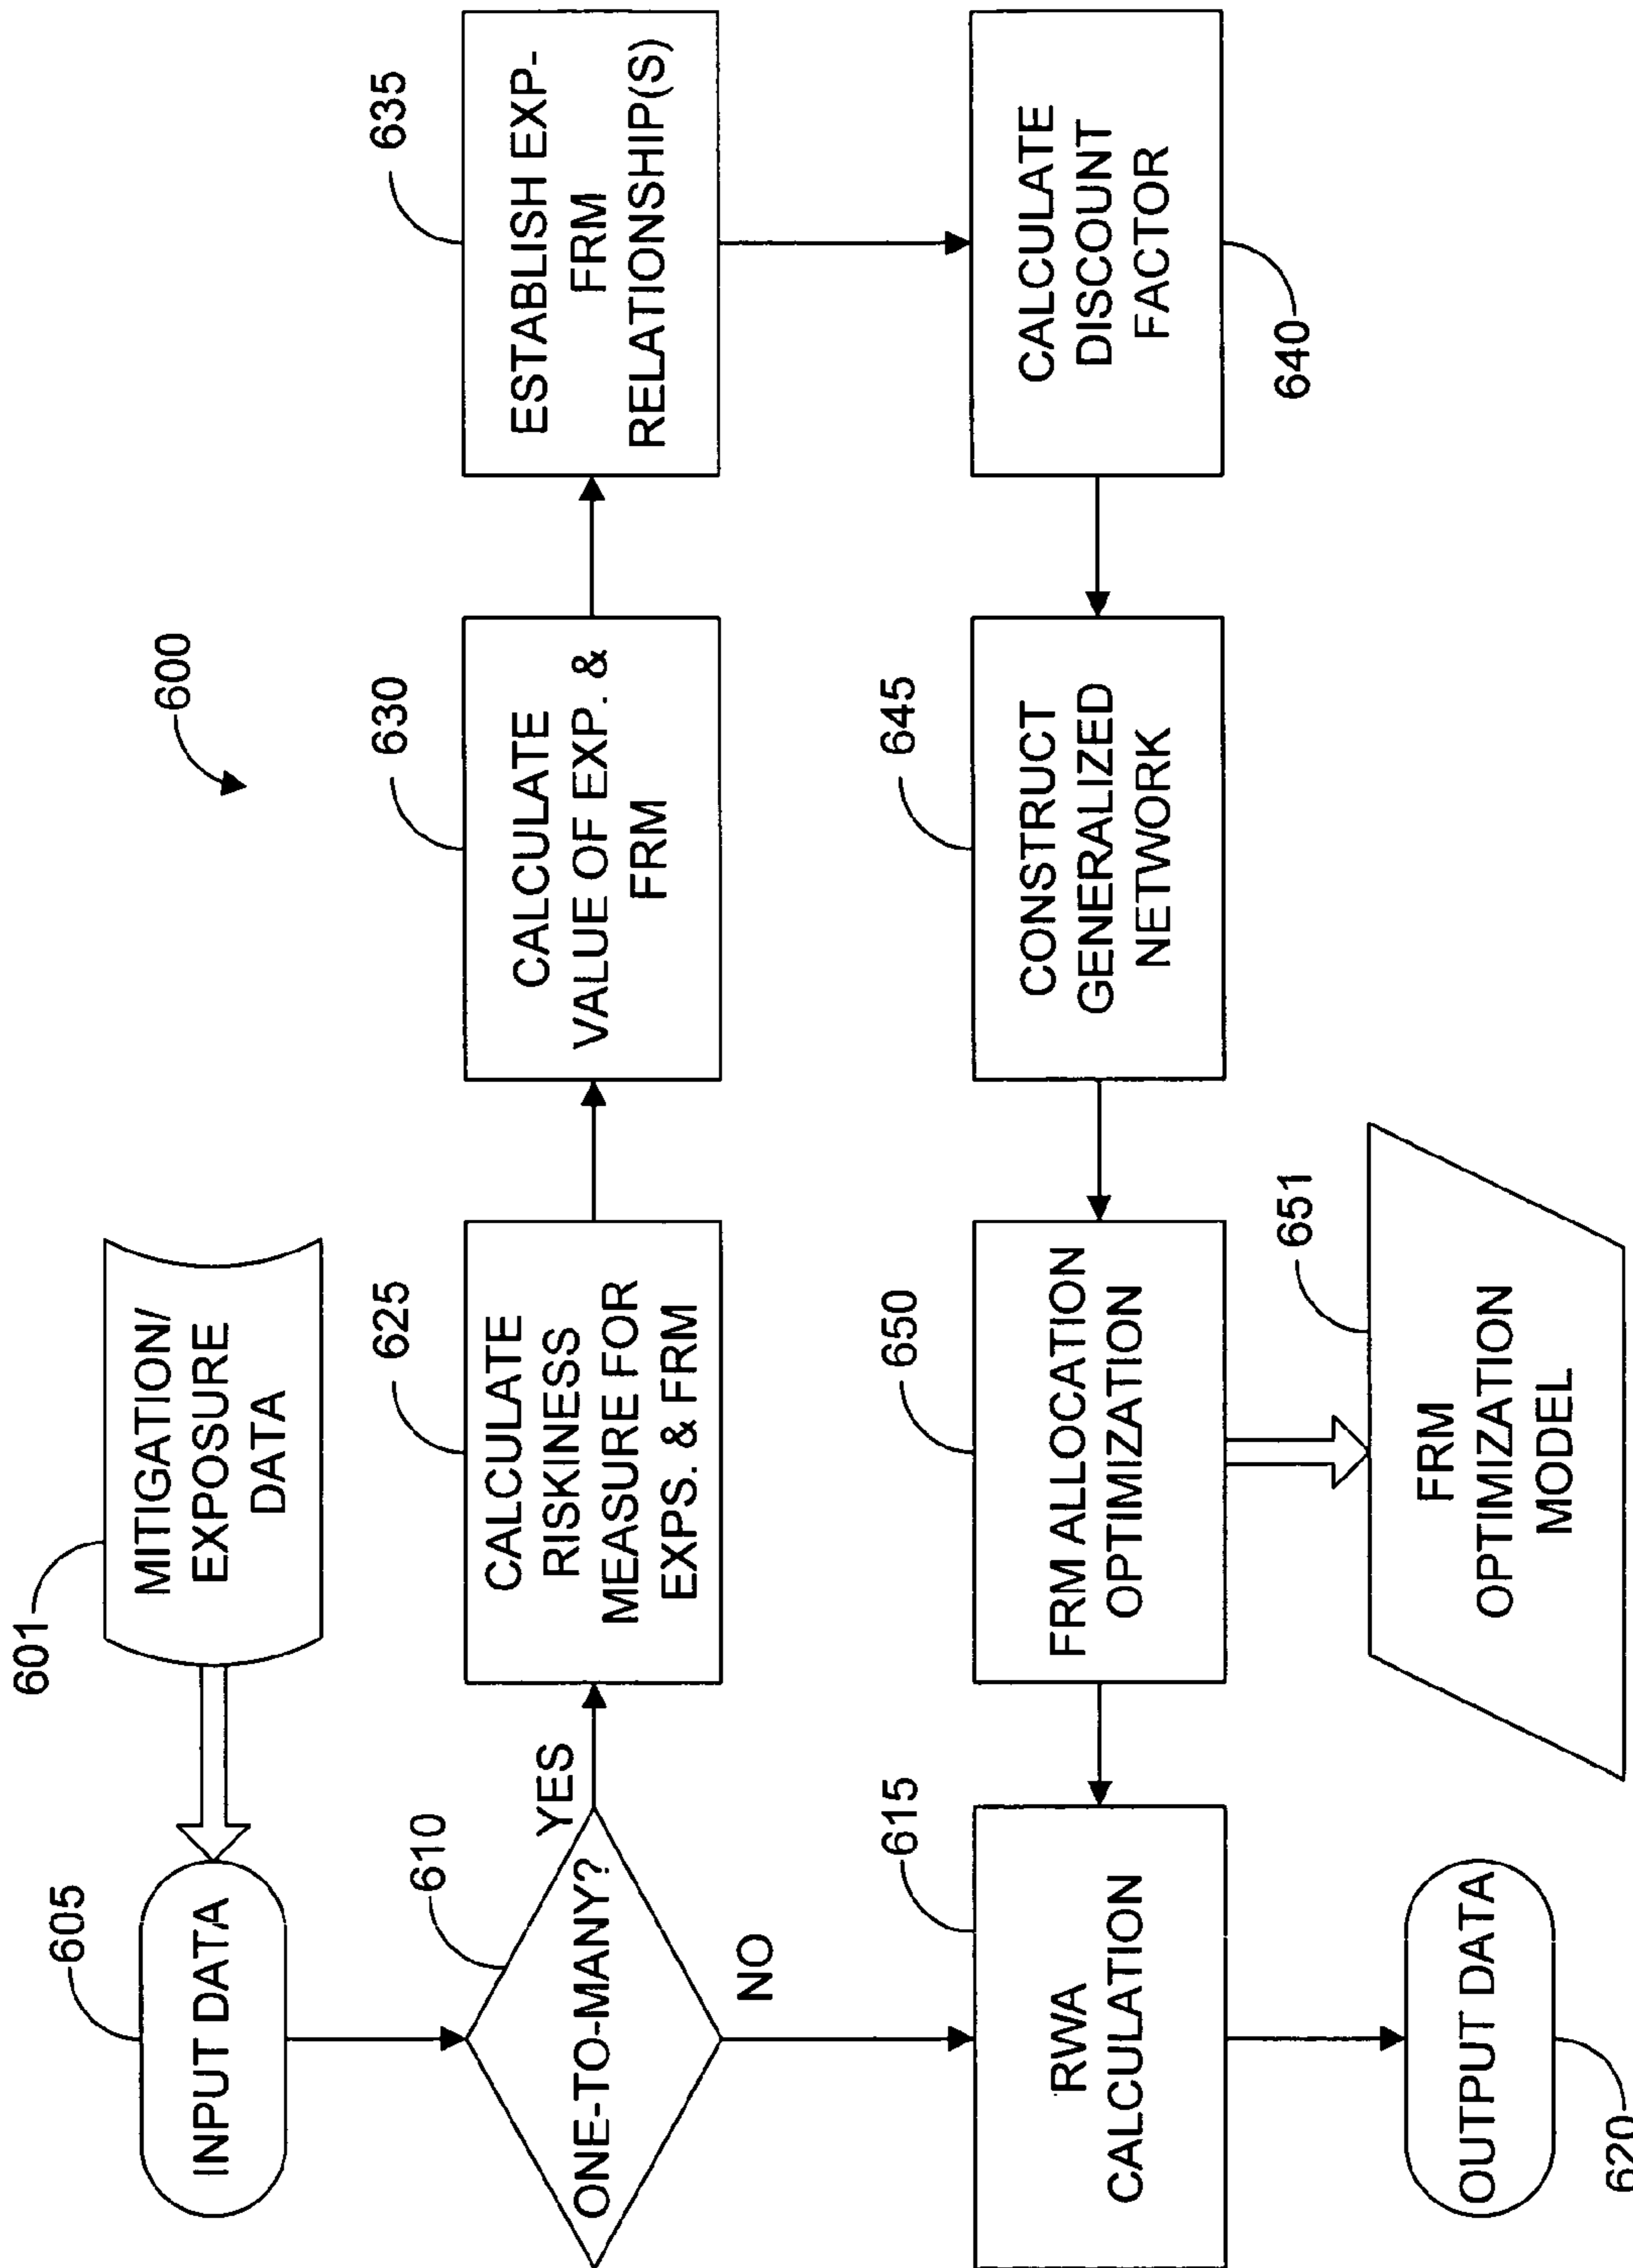 600
601
MITIGATION/
EXPOSURE
DATA
605
INPUT DATA
610
ONE-TO-MANY?
YES
NO
625
CALCULATE
RISKINESS
MEASURE FOR
EXPS. & FRM
630
CALCULATE
VALUE OF EXP. &
FRM
635
ESTABLISH EXP-
FRM
RELATIONSHIP(S)
615
RWA
CALCULATION
650
FRM ALLOCATION
OPTIMIZATION
645
CONSTRUCT
GENERALIZED
NETWORK
CALCULATE
DISCOUNT
FACTOR
640
651
FRM
OPTIMIZATION
MODEL
OUTPUT DATA
620